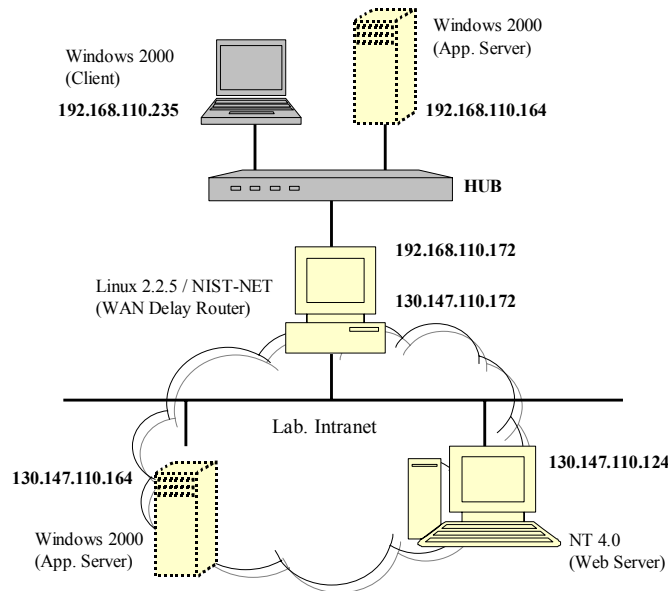 Windows 2000
(Client)
192.168.110.235
Windows 2000
(App. Server)
192.168.110.164
HUB
192.168.110.172
Linux 2.2.5 / NIST-NET
(WAN Delay Router)
130.147.110.172
Lab. Intranet
130.147.110.164
Windows 2000
(App. Server)
130.147.110.124
NT 4.0
(Web Server)